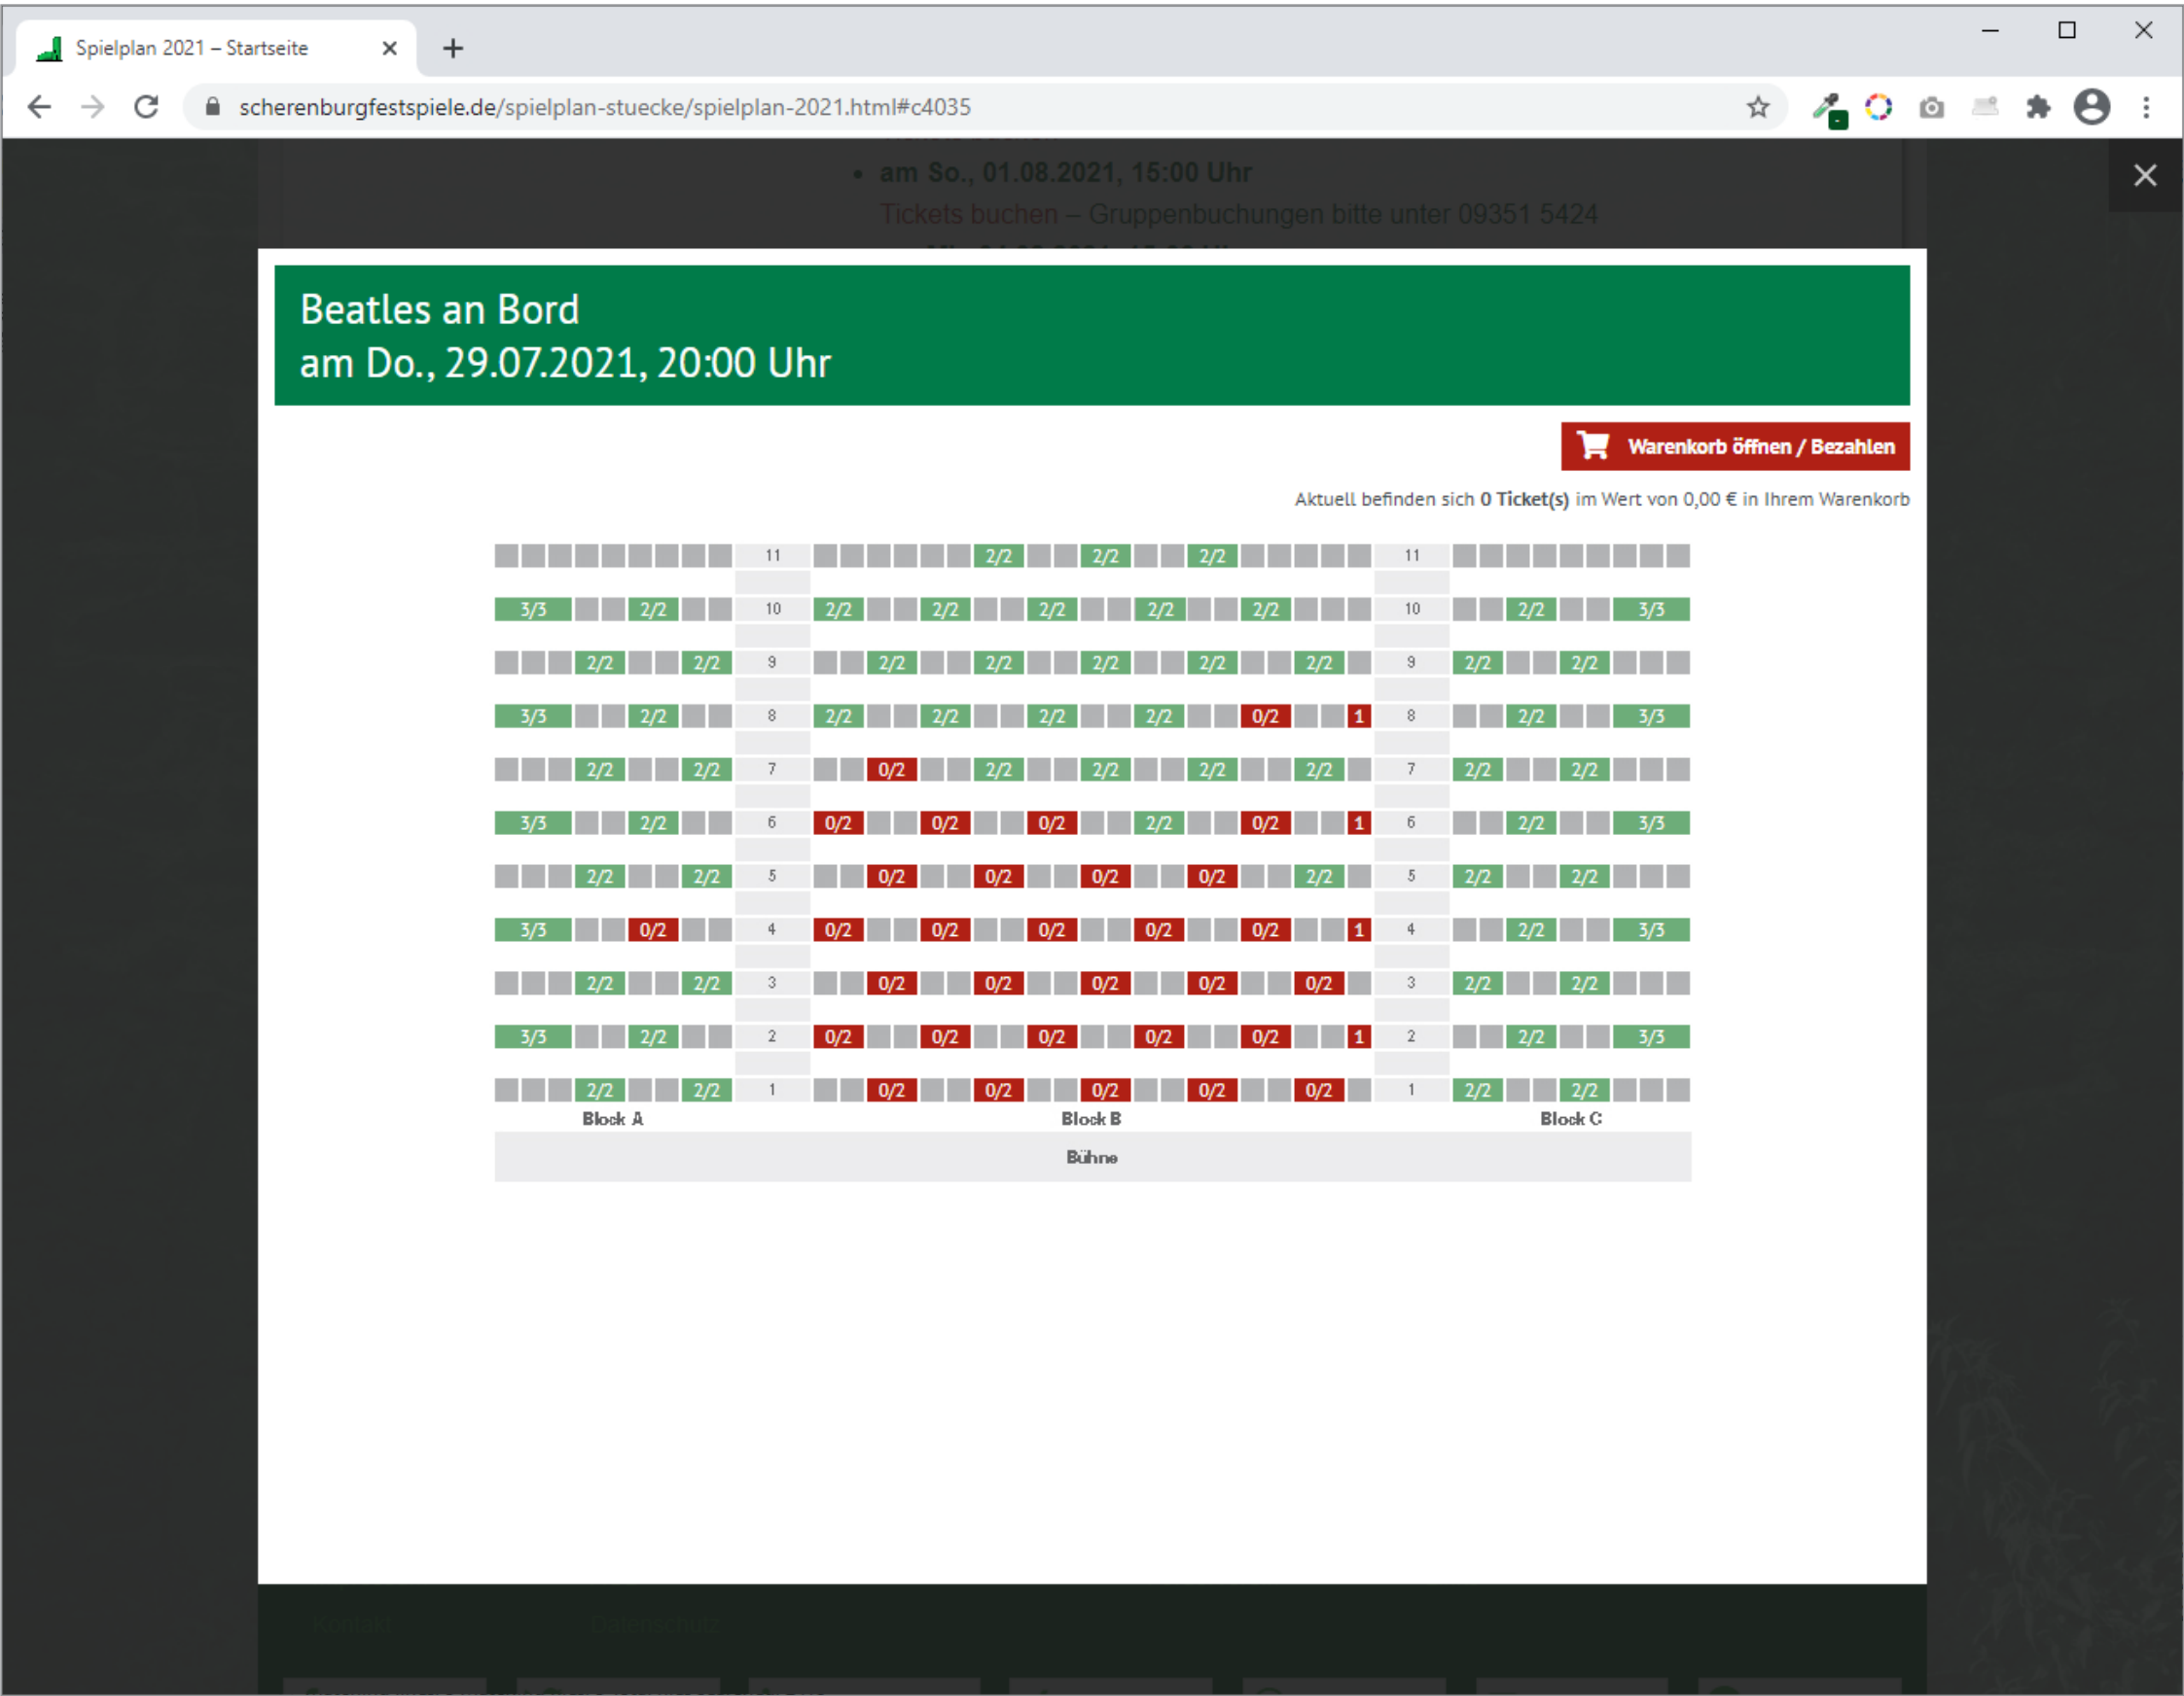 Spielplan 2021 – Startseite
scherenburgfestspiele.de/spielplan-stuecke/spielplan-2021.html#c4035
am So., 01.08.2021, 15:00 Uhr
Tickets buchen – Gruppenbuchungen bitte unter 09351 5424
Beatles an Bord
am Do., 29.07.2021, 20:00 Uhr
Warenkorb öffnen / Bezahlen
Aktuell befinden sich 0 Ticket(s) im Wert von 0,00 € in Ihrem Warenkorb
11 2/2 2/2 2/2 11
3/3 2/2 10 2/2 2/2 2/2 2/2 2/2 10 2/2 3/3
2/2 2/2 9 2/2 2/2 2/2 2/2 2/2 9 2/2 2/2
3/3 2/2 8 2/2 2/2 2/2 2/2 0/2 1 8 2/2 3/3
2/2 2/2 7 0/2 2/2 2/2 2/2 2/2 7 2/2 2/2
3/3 2/2 6 0/2 0/2 0/2 2/2 0/2 1 6 2/2 3/3
2/2 2/2 5 0/2 0/2 0/2 0/2 2/2 5 2/2 2/2
3/3 0/2 4 0/2 0/2 0/2 0/2 0/2 1 4 2/2 3/3
2/2 2/2 3 0/2 0/2 0/2 0/2 0/2 3 2/2 2/2
3/3 2/2 2 0/2 0/2 0/2 0/2 0/2 1 2 2/2 3/3
2/2 2/2 1 0/2 0/2 0/2 0/2 0/2 1 2/2 2/2
Block A Block B Block C
Bühne
Kontakt Datenschutz